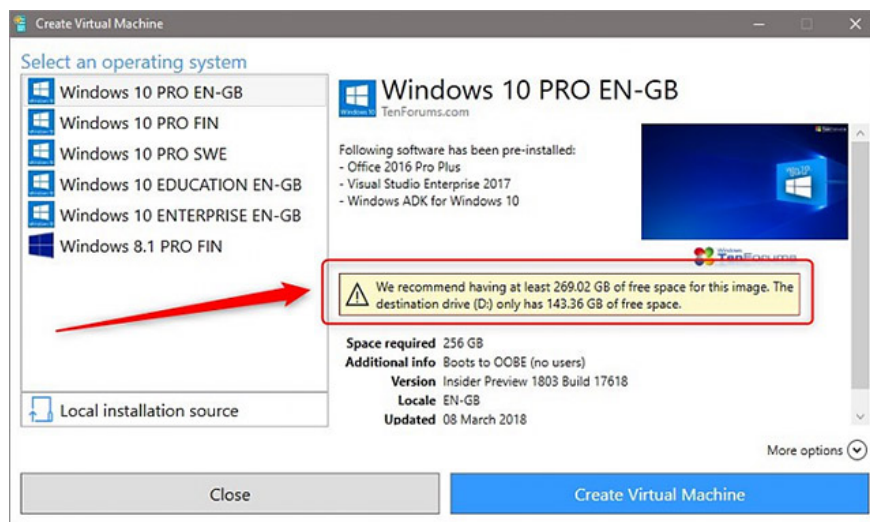 Create Virtual Machine
Select an operating system
Windows 10 PRO EN-GB
Windows 10 PRO FIN
Windows 10 PRO SWE
Windows 10 EDUCATION EN-GB
Windows 10 ENTERPRISE EN-GB
Windows 8.1 PRO FIN
Local installation source
Windows 10 PRO EN-GB
TenForums.com
Following software has been pre-installed:
- Office 2016 Pro Plus
- Visual Studio Enterprise 2017
- Windows ADK for Windows 10
TenForums
We recommend having at least 269.02 GB of free space for this image. The
destination drive (D:) only has 143.36 GB of free space.
Space required 256 GB
Additional info Boots to OOBE (no users)
Version Insider Preview 1803 Build 17618
Locale EN-GB
Updated 08 March 2018
More options
Close
Create Virtual Machine